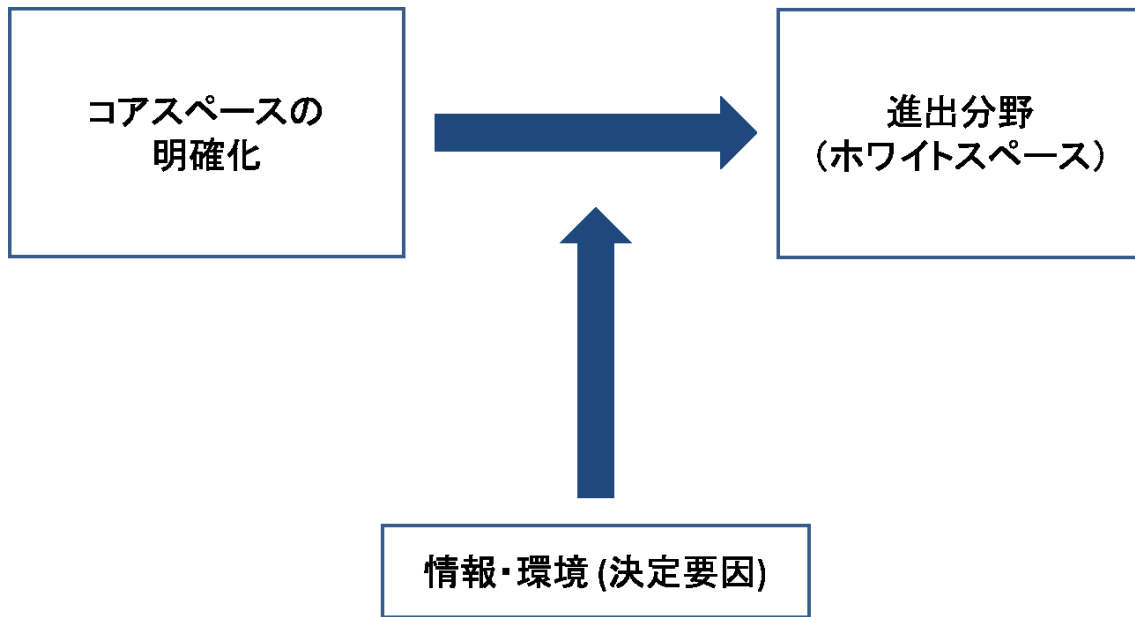 コアスペースの
明確化
進出分野
（ホワイトスペース）
情報・環境 (決定要因)